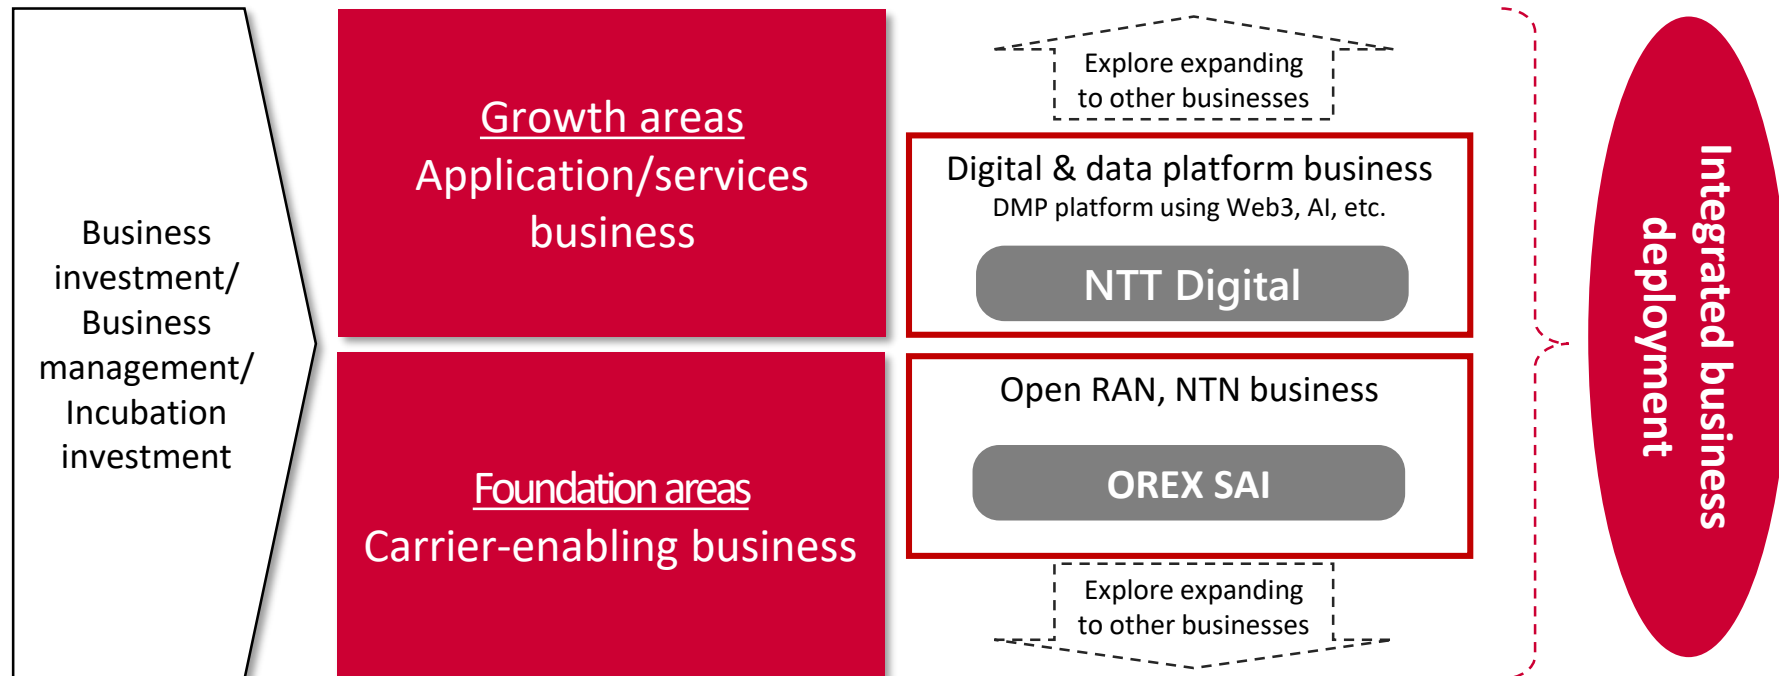 Business
investment/
Business
management/
Incubation
investment
Growth areas
Application/services
business
Foundation areas
Carrier-enabling business
Explore expanding
to other businesses
Digital & data platform business
DMP platform using Web3, AI, etc.
NTT Digital
Open RAN, NTN business
OREX SAI
Explore expanding
to other businesses
Integrated business
deployment